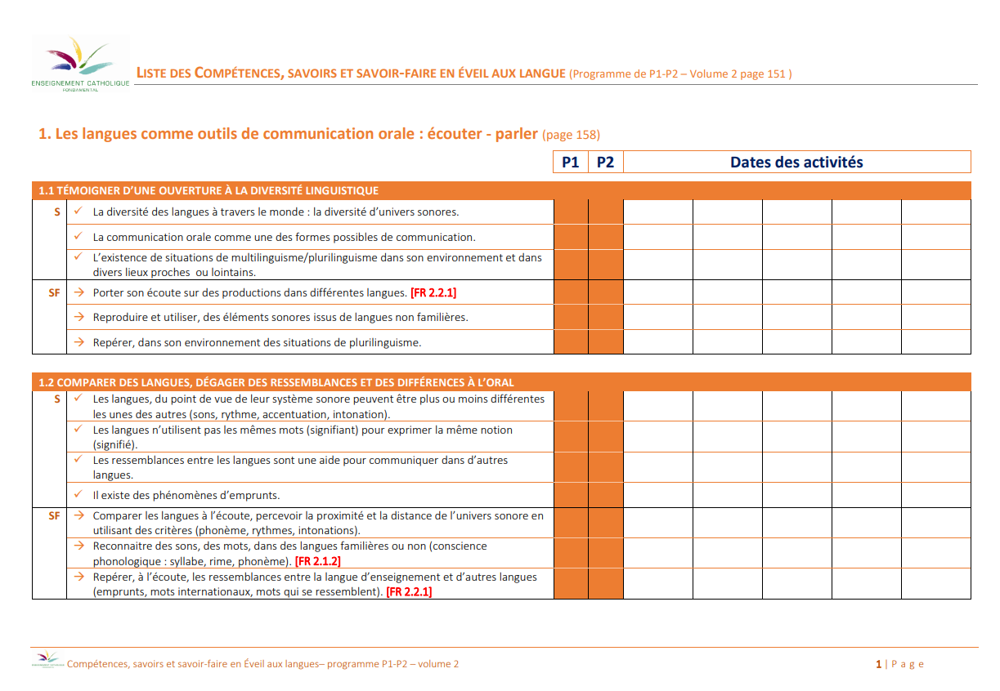 ENSEIGNEMENT CATHOLIQUE
FONDAMENTAL
LISTE DES COMPÉTENCES, SAVOIRS ET SAVOIR-FAIRE EN ÉVEIL AUX LANGUE (Programme de P1-P2 – Volume 2 page 151 )
1. Les langues comme outils de communication orale : écouter - parler (page 158)
P1 P2 Dates des activités
1.1 TÉMOIGNER D’UNE OUVERTURE À LA DIVERSITÉ LINGUISTIQUE
S ✓ La diversité des langues à travers le monde : la diversité d’univers sonores.
✓ La communication orale comme une des formes possibles de communication.
✓ L’existence de situations de multilinguisme/plurilinguisme dans son environnement et dans
divers lieux proches ou lointains.
SF → Porter son écoute sur des productions dans différentes langues. [FR 2.2.1]
→ Reproduire et utiliser, des éléments sonores issus de langues non familières.
→ Repérer, dans son environnement des situations de plurilinguisme.
1.2 COMPARER DES LANGUES, DÉGAGER DES RESSEMBLANCES ET DES DIFFÉRENCES À L’ORAL
S ✓ Les langues, du point de vue de leur système sonore peuvent être plus ou moins différentes
les unes des autres (sons, rythme, accentuation, intonation).
✓ Les langues n’utilisent pas les mêmes mots (signifiant) pour exprimer la même notion
(signifié).
✓ Les ressemblances entre les langues sont une aide pour communiquer dans d’autres
langues.
✓ Il existe des phénomènes d’emprunts.
SF → Comparer les langues à l’écoute, percevoir la proximité et la distance de l’univers sonore en
utilisant des critères (phonème, rythmes, intonations).
→ Reconnaitre des sons, des mots, dans des langues familières ou non (conscience
phonologique : syllabe, rime, phonème). [FR 2.1.2]
→ Repérer, à l’écoute, les ressemblances entre la langue d’enseignement et d’autres langues
(emprunts, mots internationaux, mots qui se ressemblent). [FR 2.2.1]
Compétences, savoirs et savoir-faire en Éveil aux langues– programme P1-P2 – volume 2
1 | P a g e